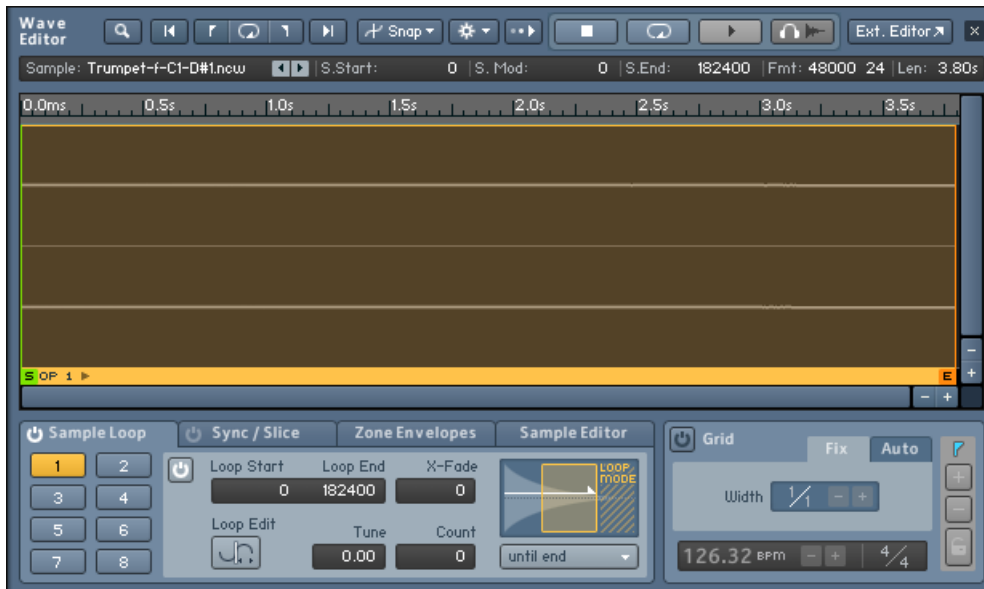 Wave Editor Snap Ext. Editor
Sample: Trumpet-f-C1-D#1.ncw S.Start: 0 S. Mod: 0 S.End: 182400 Fmt: 48000 24 Len: 3.80s
0.0ms 0.5s 1.0s 1.5s 2.0s 2.5s 3.0s 3.5s
S OP 1 E
Sample Loop Sync / Slice Zone Envelopes Sample Editor Grid Fix Auto
1 2 Loop Start Loop End X-Fade LOOP MODE
3 4 0 182400 0 Width 1/1
5 6 Loop Edit Tune Count
7 8 0.00 0 until end 126.32 BPM 4/4